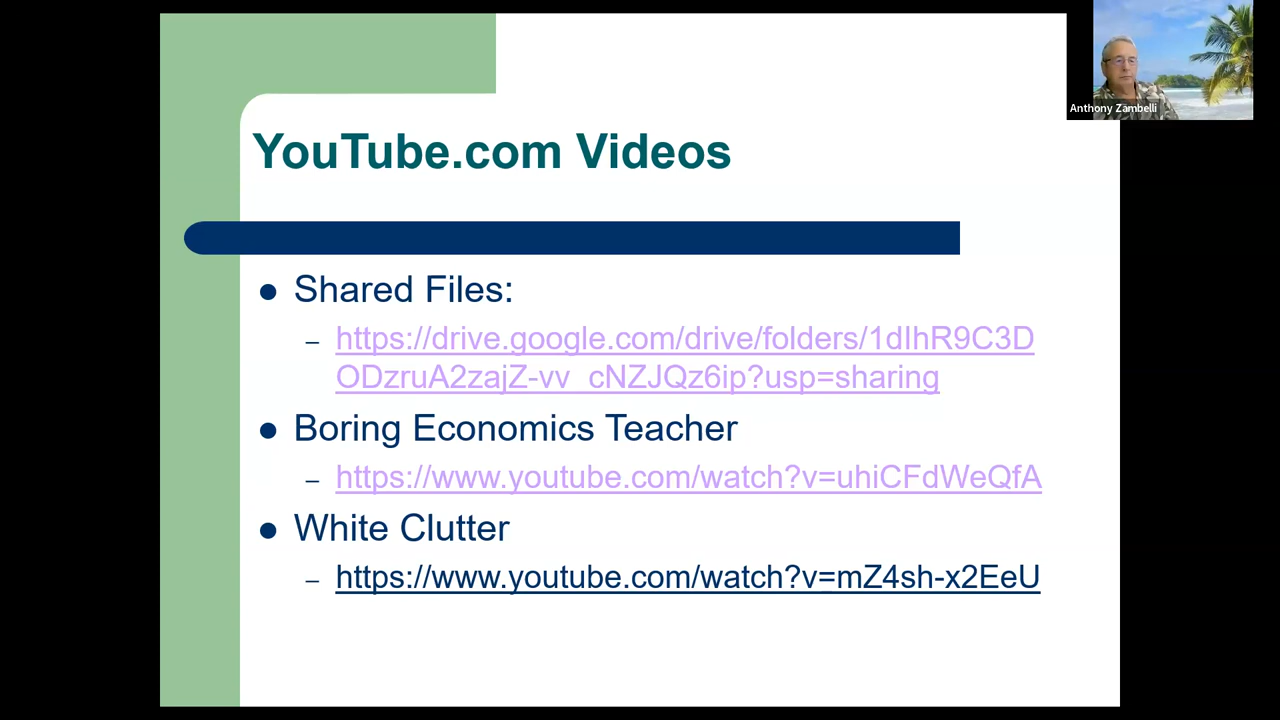 YouTube.com Videos
Anthony Zambelli
Shared Files:
https://drive.google.com/drive/folders/1dIhR9C3D
ODzruA2zajZ-vv_cNZJQz6ip?usp=sharing
Boring Economics Teacher
https://www.youtube.com/watch?v=uhiCFdWeQfA
White Clutter
https://www.youtube.com/watch?v=mZ4sh-x2EeU